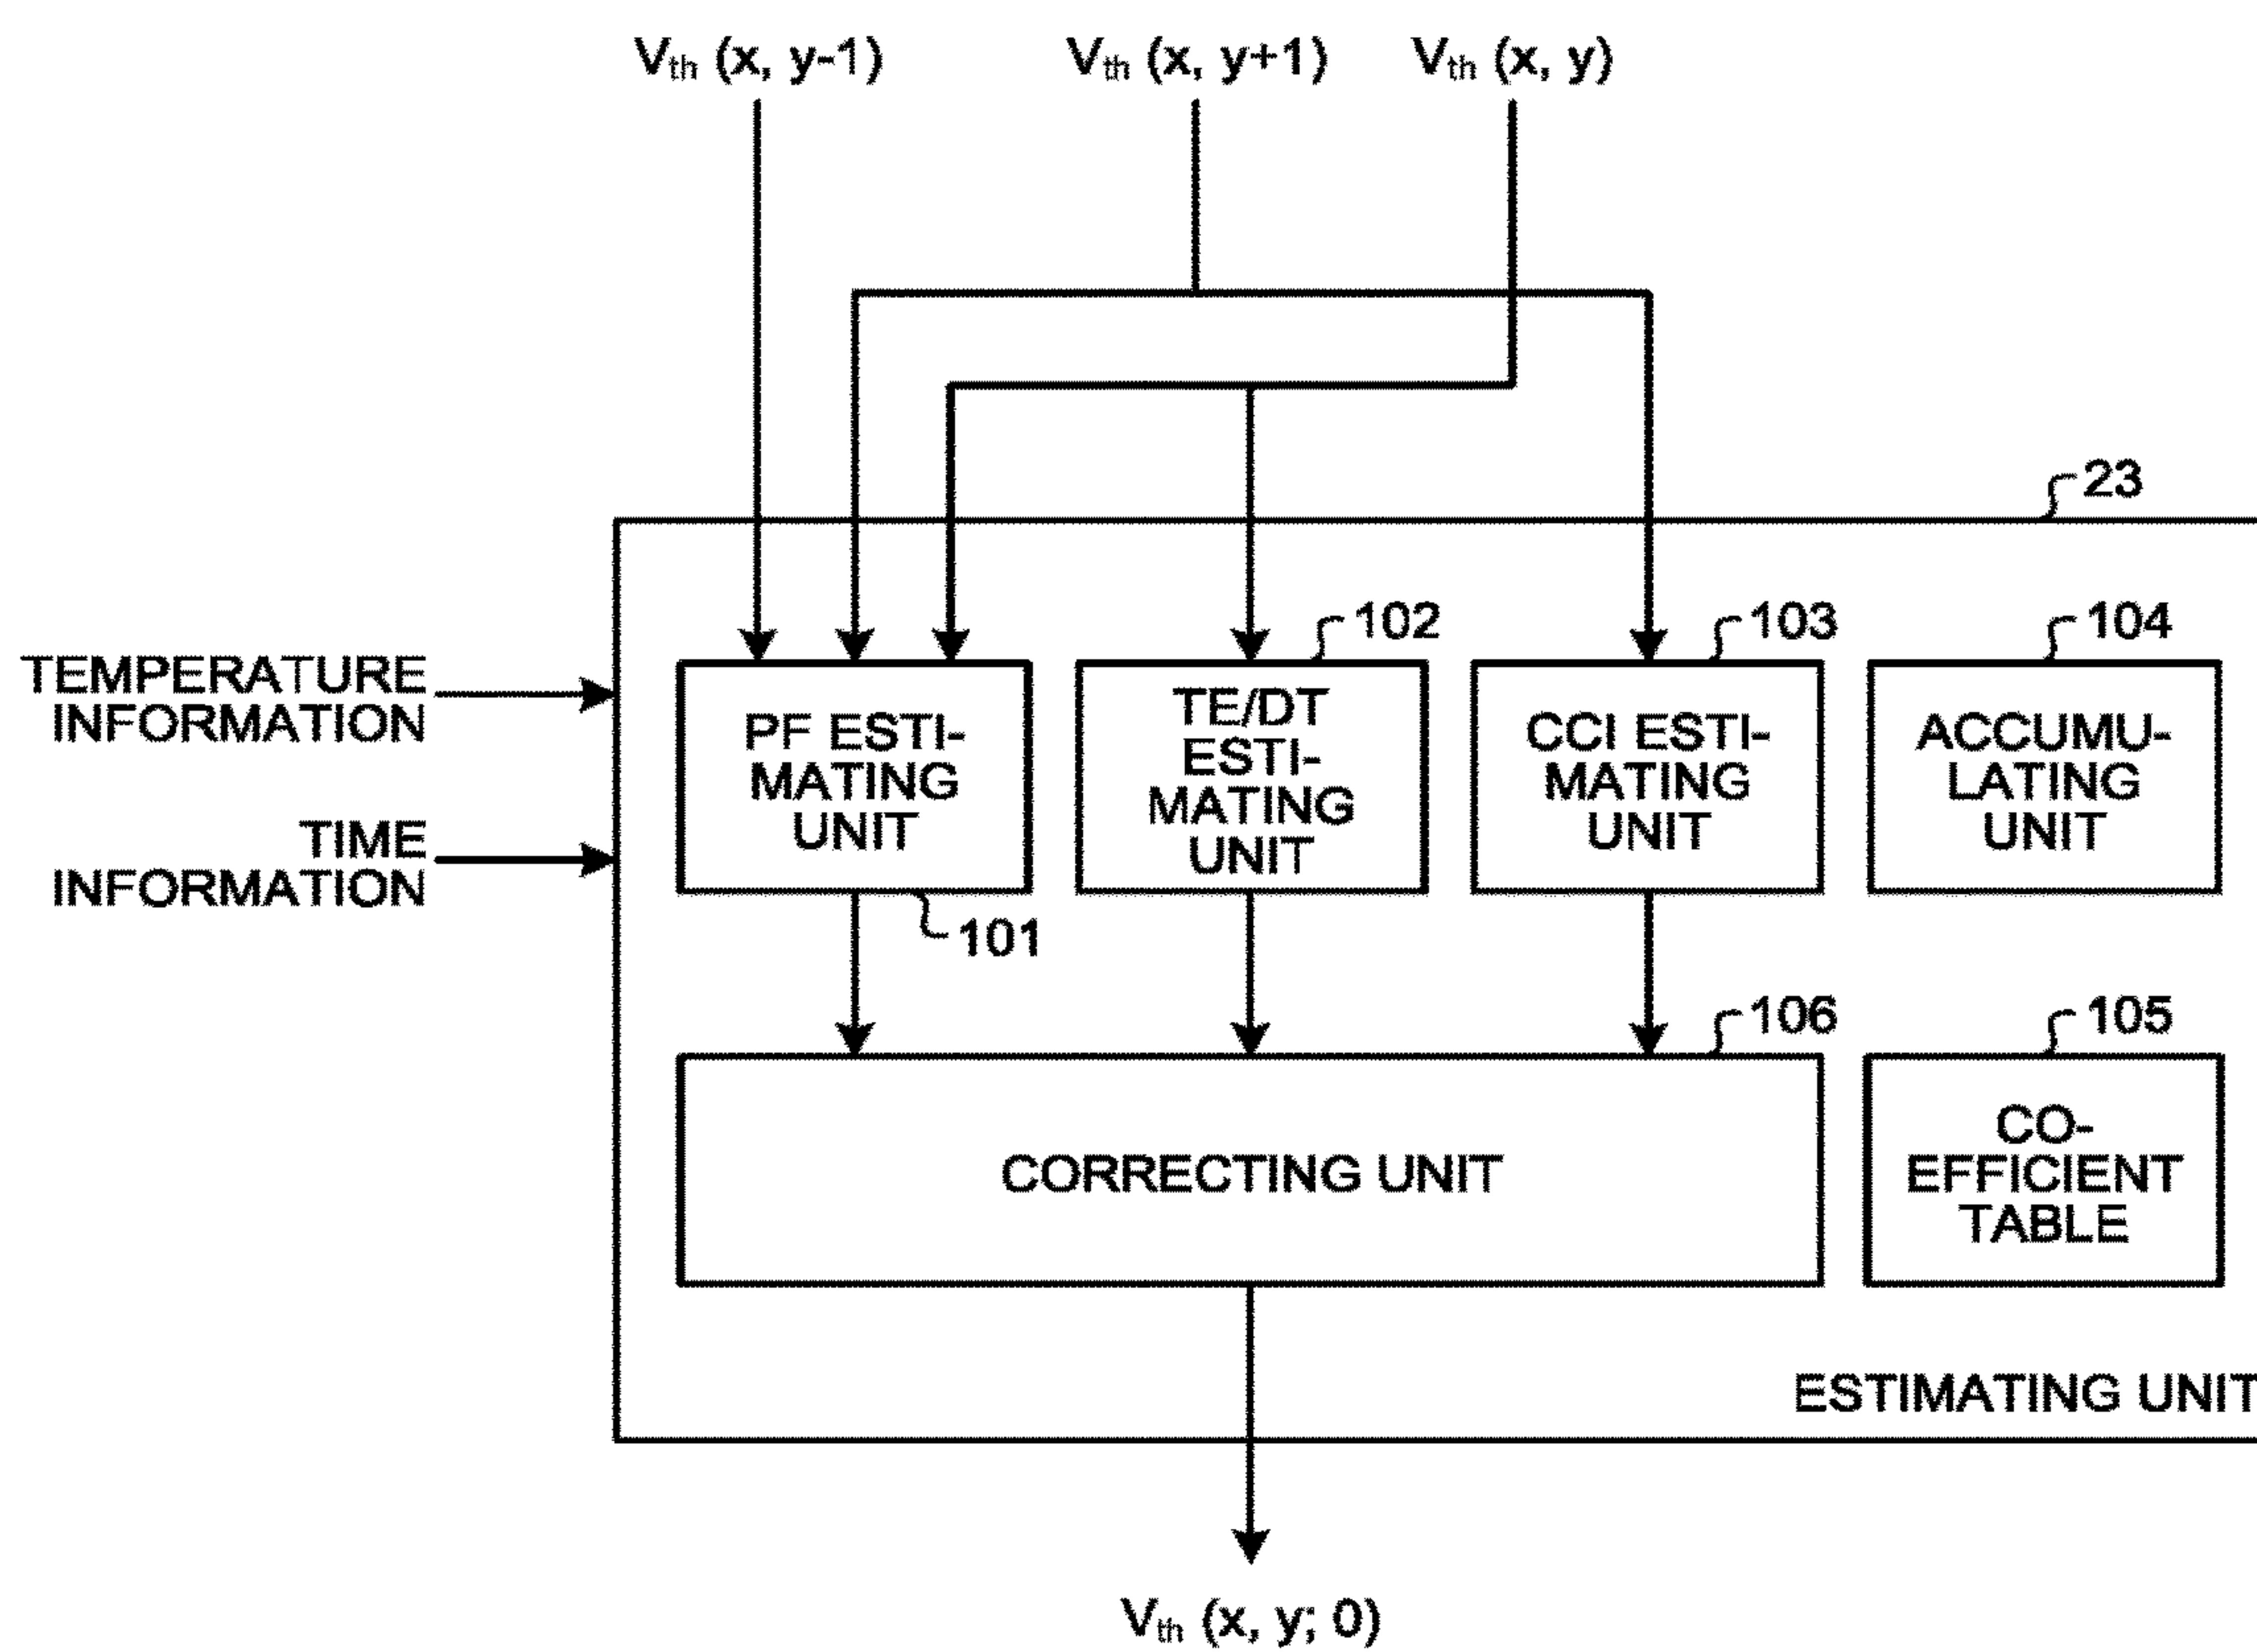 Vth (x, y-1)
Vth (x, y+1)
Vth (x, y)
23
102
103
104
TEMPERATURE
INFORMATION
PF ESTI-
MATING
UNIT
TE/DT
ESTI-
MATING
UNIT
CCI ESTI-
MATING
UNIT
ACCUMU-
LATING
UNIT
TIME
INFORMATION
101
106
105
CORRECTING UNIT
CO-
EFFICIENT
TABLE
ESTIMATING UNIT
Vth (x, y; 0)